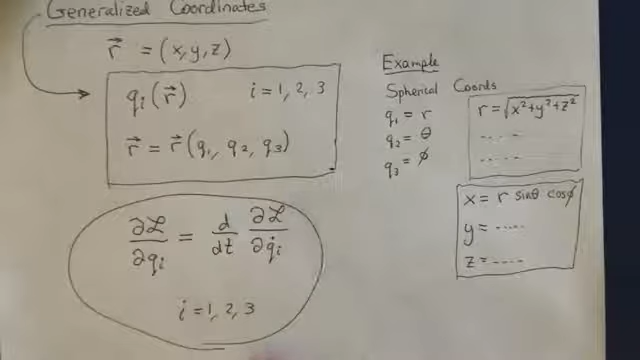 Generalized Coordinates
r⃗ = (x, y, z)
qᵢ(r⃗) i = 1, 2, 3
r⃗ = r⃗(q₁, q₂, q₃)
∂ℒ/∂qᵢ = d/dt ∂ℒ/∂q̇ᵢ
i = 1, 2, 3
Example
Spherical Coords
q₁ = r
q₂ = θ
q₃ = ϕ
r = √x²+y²+z²
.....
.....
x = r sinθ cosϕ
y = .....
z = .....